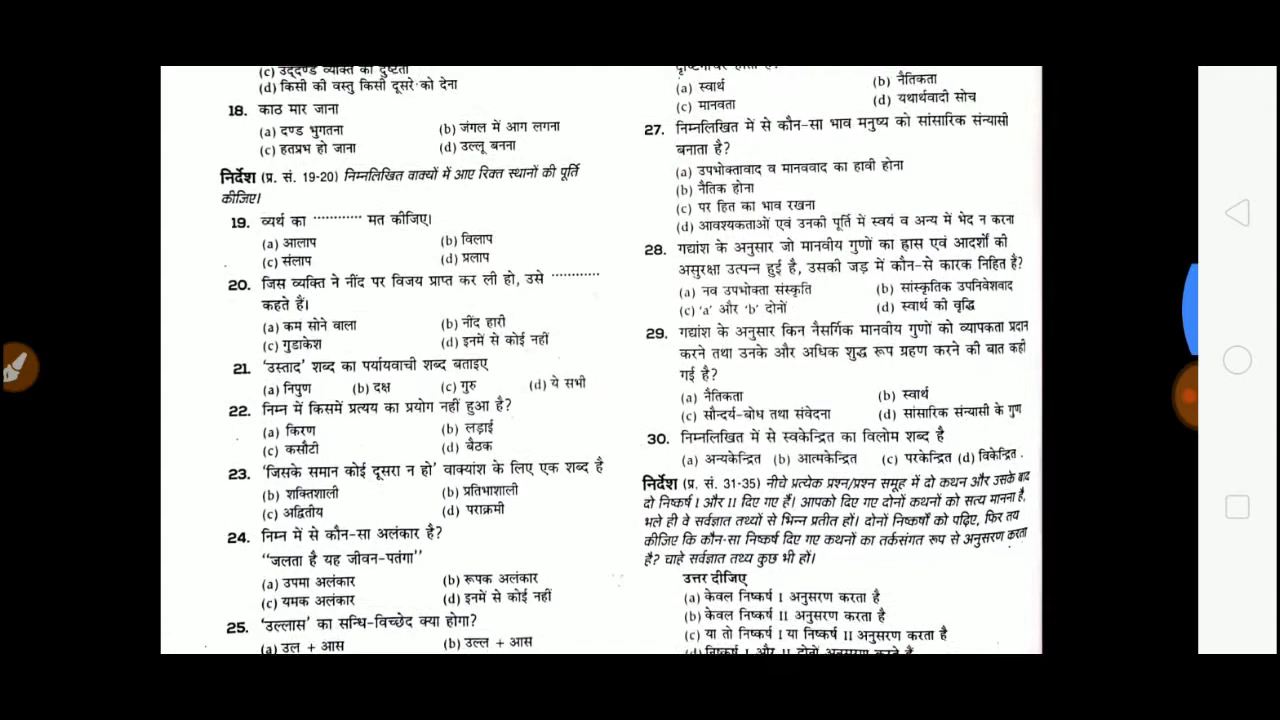 (c) उद्दण्ड व्यक्ति की दुष्टता
(d) किसी की वस्तु किसी दूसरे को देना
18. काठ मार जाना
(a) दण्ड भुगतना (b) जंगल में आग लगना
(c) हतप्रभ हो जाना (d) उल्लू बनना
निर्देश (प्र. सं. 19-20) निम्नलिखित वाक्यों में आए रिक्त स्थानों की पूर्ति
कीजिए।
19. व्यर्थ का ............ मत कीजिए।
(a) आलाप (b) विलाप
(c) संलाप (d) प्रलाप
20. जिस व्यक्ति ने नींद पर विजय प्राप्त कर ली हो, उसे ............
कहते हैं।
(a) कम सोने वाला (b) नींद हारी
(c) गुडाकेश (d) इनमें से कोई नहीं
21. 'उस्ताद' शब्द का पर्यायवाची शब्द बताइए
(a) निपुण (b) दक्ष (c) गुरु (d) ये सभी
22. निम्न में किसमें प्रत्यय का प्रयोग नहीं हुआ है?
(a) किरण (b) लड़ाई
(c) कसौटी (d) बैठक
23. 'जिसके समान कोई दूसरा न हो' वाक्यांश के लिए एक शब्द है
(b) शक्तिशाली (b) प्रतिभाशाली
(c) अद्वितीय (d) पराक्रमी
24. निम्न में से कौन-सा अलंकार है?
"जलता है यह जीवन-पतंगा"
(a) उपमा अलंकार (b) रूपक अलंकार
(c) यमक अलंकार (d) इनमें से कोई नहीं
25. 'उल्लास' का सन्धि-विच्छेद क्या होगा?
(a) उल + आस (b) उल्ल + आस
(a) स्वार्थ (b) नैतिकता
(c) मानवता (d) यथार्थवादी सोच
27. निम्नलिखित में से कौन-सा भाव मनुष्य को सांसारिक संन्यासी
बनाता है?
(a) उपभोक्तावाद व मानववाद का हावी होना
(b) नैतिक होना
(c) पर हित का भाव रखना
(d) आवश्यकताओं एवं उनकी पूर्ति में स्वयं व अन्य में भेद न करना
28. गद्यांश के अनुसार जो मानवीय गुणों का ह्रास एवं आदर्शों की
असुरक्षा उत्पन्न हुई है, उसकी जड़ में कौन-से कारक निहित है?
(a) नव उपभोक्ता संस्कृति (b) सांस्कृतिक उपनिवेशवाद
(c) 'a' और 'b' दोनों (d) स्वार्थ की वृद्धि
29. गद्यांश के अनुसार किन नैसर्गिक मानवीय गुणों को व्यापकता प्रदान
करने तथा उनके और अधिक शुद्ध रूप ग्रहण करने की बात कही
गई है?
(a) नैतिकता (b) स्वार्थ
(c) सौन्दर्य-बोध तथा संवेदना (d) सांसारिक संन्यासी के गुण
30. निम्नलिखित में से स्वकेन्द्रित का विलोम शब्द है
(a) अन्यकेन्द्रित (b) आत्मकेन्द्रित (c) परकेन्द्रित (d) विकेन्द्रित .
निर्देश (प्र. सं. 31-35) नीचे प्रत्येक प्रश्न/प्रश्न समूह में दो कथन और उसके बाद
दो निष्कर्ष I और II दिए गए हैं। आपको दिए गए दोनों कथनों को सत्य मानना है,
भले ही वे सर्वज्ञात तथ्यों से भिन्न प्रतीत हों। दोनों निष्कर्षों को पढ़िए, फिर तय
कीजिए कि कौन-सा निष्कर्ष दिए गए कथनों का तर्कसंगत रूप से अनुसरण करता
है? चाहे सर्वज्ञात तथ्य कुछ भी हों।
उत्तर दीजिए
(a) केवल निष्कर्ष I अनुसरण करता है
(b) केवल निष्कर्ष II अनुसरण करता है
(c) या तो निष्कर्ष I या निष्कर्ष II अनुसरण करता है
(d) निष्कर्ष I और II दोनों अनुसरण करते हैं